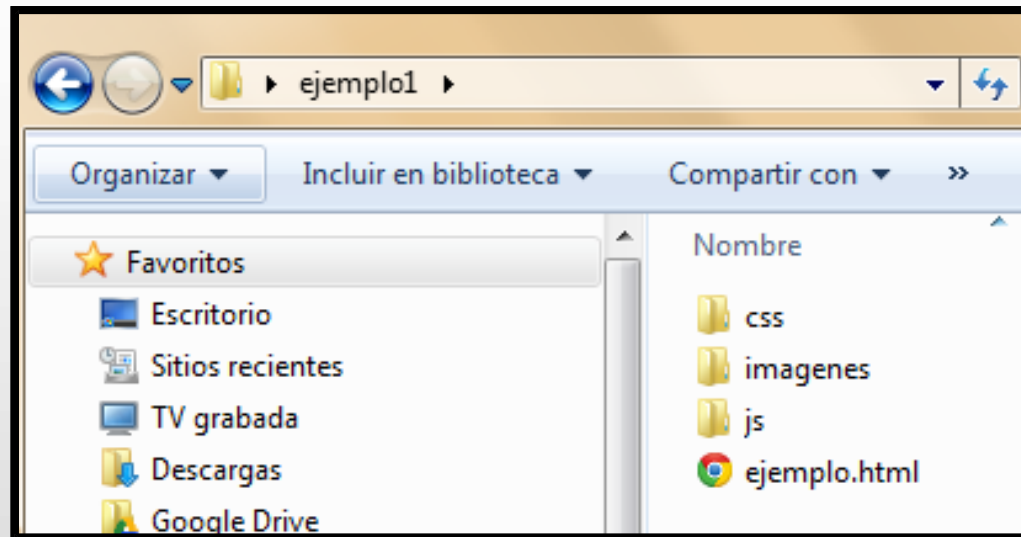 ejemplo1
Organizar Incluir en biblioteca Compartir con »
Favoritos
Escritorio
Sitios recientes
TV grabada
Descargas
Google Drive
Nombre
css
imagenes
js
ejemplo.html